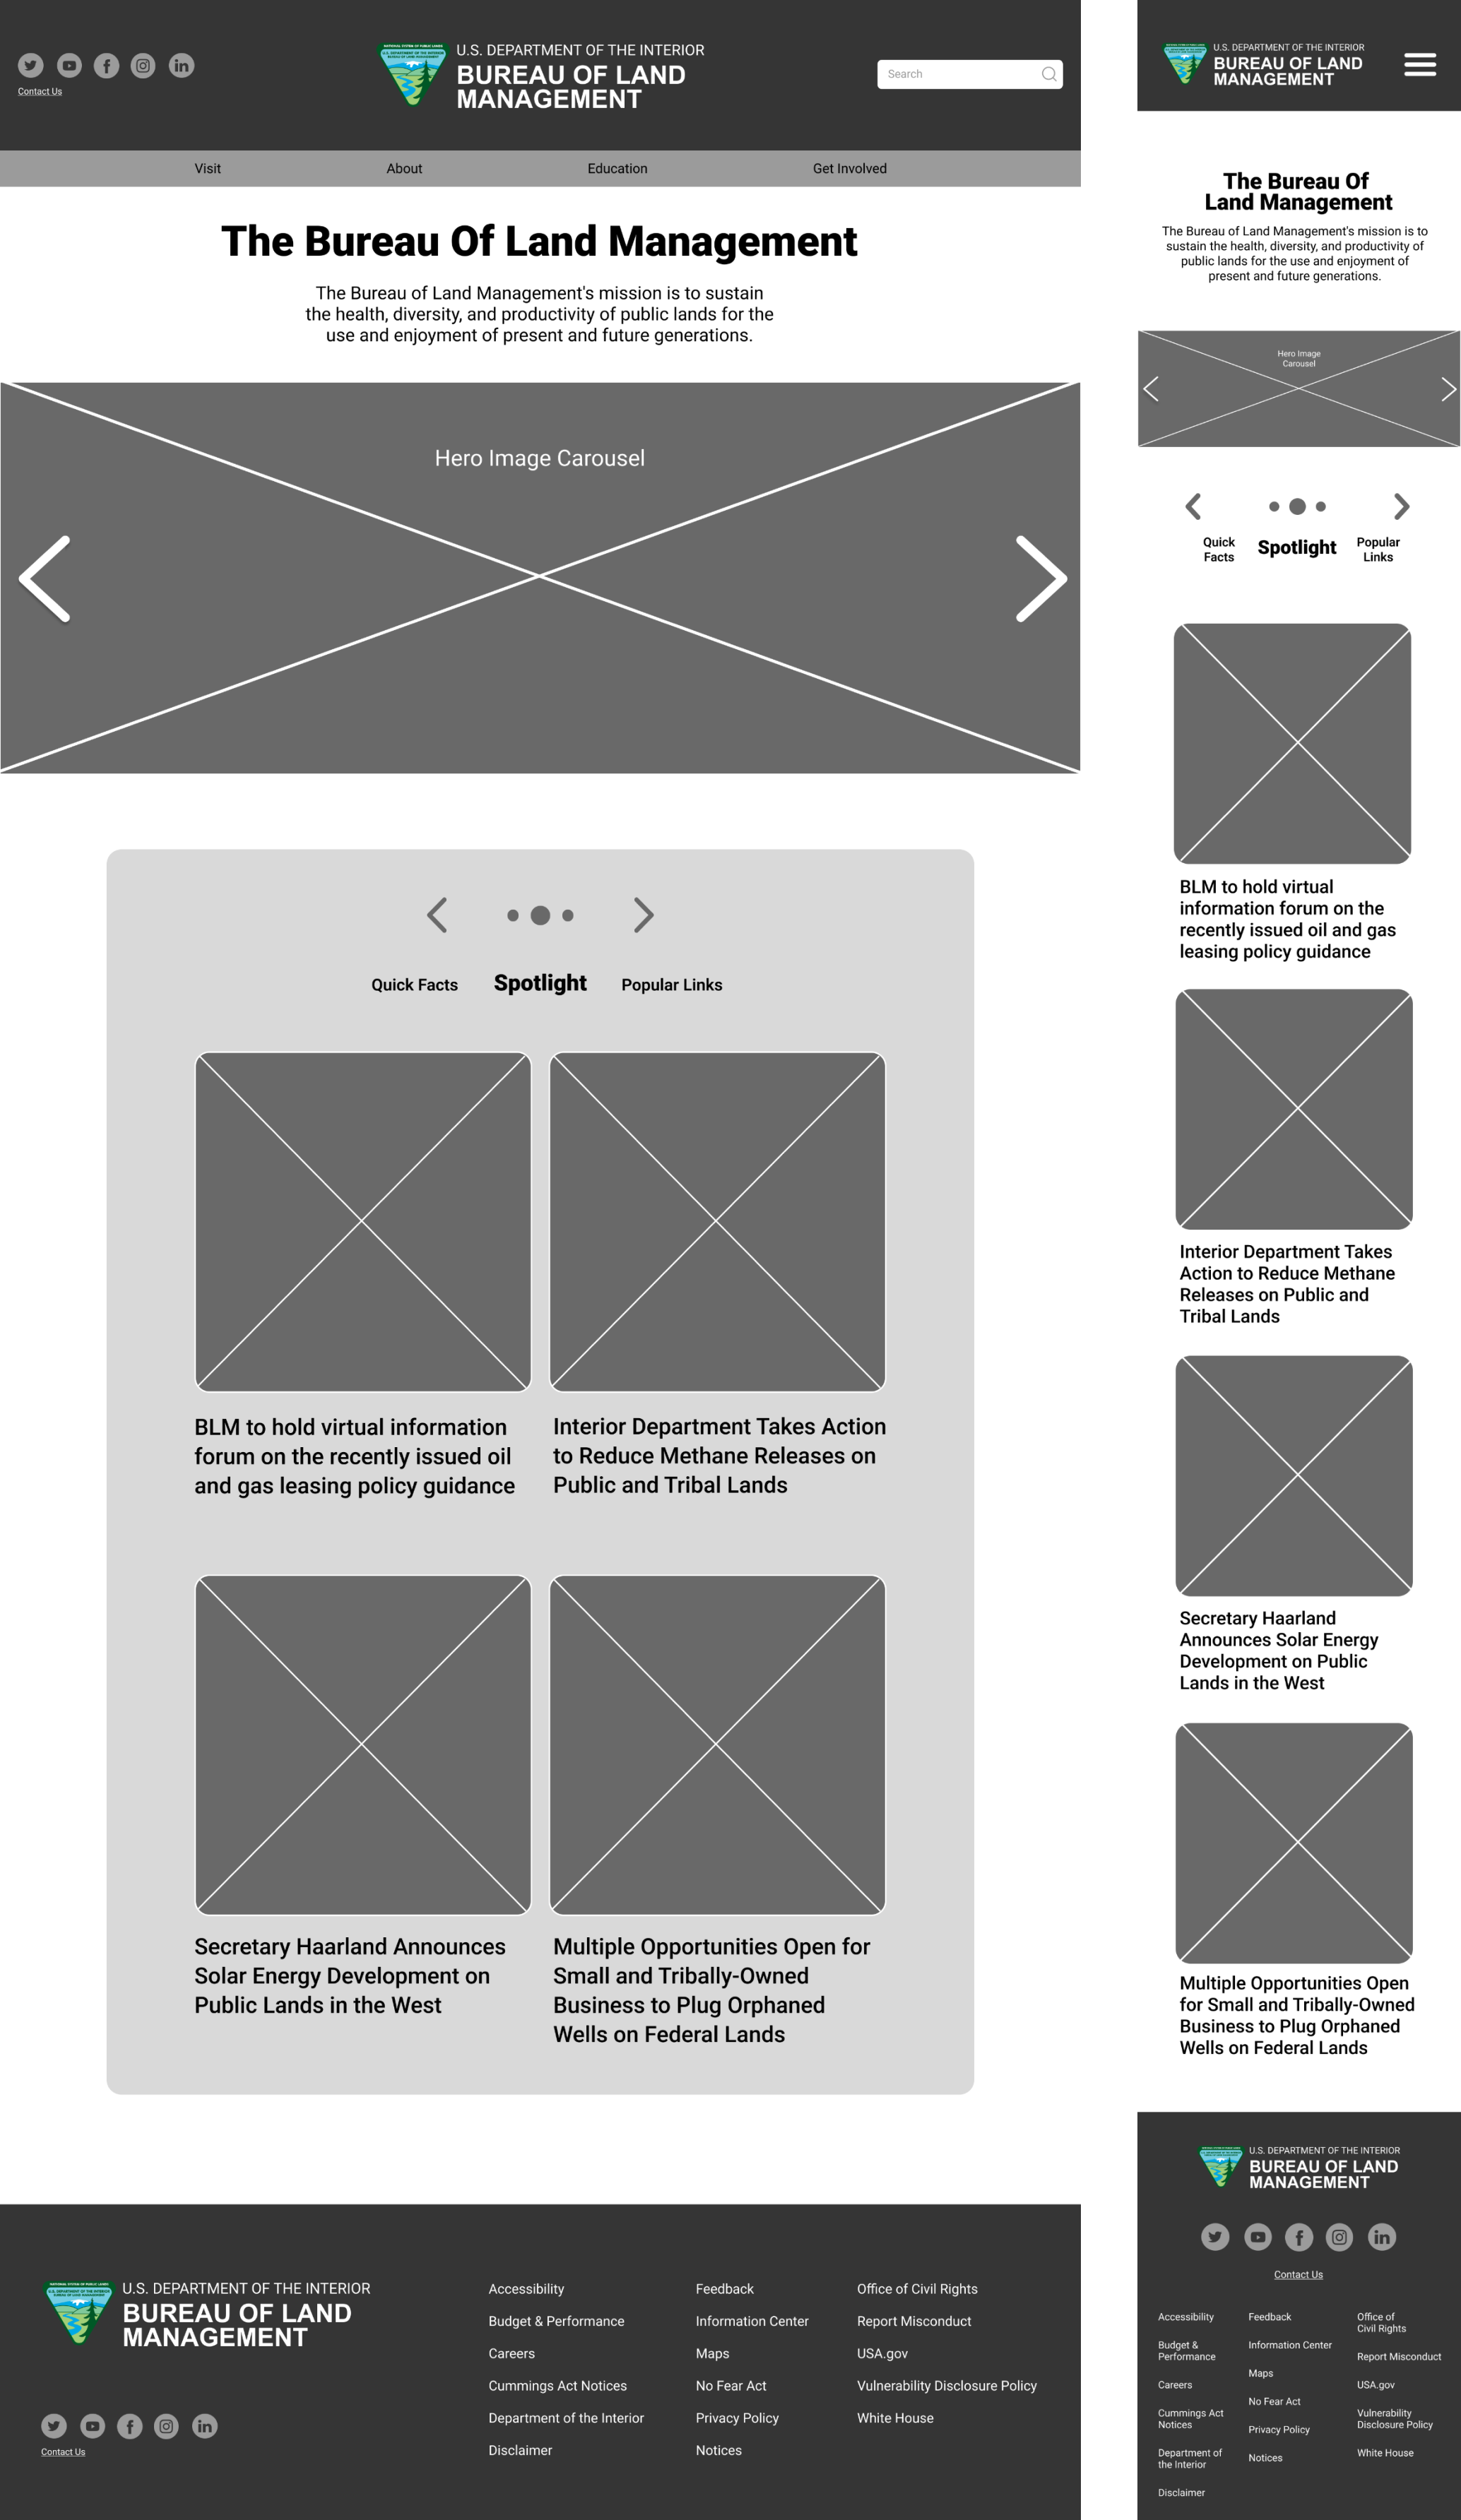 Contact Us
U.S. DEPARTMENT OF THE INTERIOR
BUREAU OF LAND
MANAGEMENT
Search
Visit
About
Education
Get Involved
The Bureau Of Land Management
The Bureau of Land Management's mission is to sustain
the health, diversity, and productivity of public lands for the
use and enjoyment of present and future generations.
Hero Image Carousel
Quick Facts
Spotlight
Popular Links
BLM to hold virtual information
forum on the recently issued oil
and gas leasing policy guidance
Interior Department Takes Action
to Reduce Methane Releases on
Public and Tribal Lands
Secretary Haarland Announces
Solar Energy Development on
Public Lands in the West
Multiple Opportunities Open for
Small and Tribally-Owned
Business to Plug Orphaned
Wells on Federal Lands
U.S. DEPARTMENT OF THE INTERIOR
BUREAU OF LAND
MANAGEMENT
Contact Us
Accessibility
Budget & Performance
Careers
Cummings Act Notices
Department of the Interior
Disclaimer
Feedback
Information Center
Maps
No Fear Act
Privacy Policy
Notices
Office of Civil Rights
Report Misconduct
USA.gov
Vulnerability Disclosure Policy
White House
U.S. DEPARTMENT OF THE INTERIOR
BUREAU OF LAND
MANAGEMENT
The Bureau Of
Land Management
The Bureau of Land Management's mission is to
sustain the health, diversity, and productivity of
public lands for the use and enjoyment of
present and future generations.
Hero Image
Carousel
Quick
Facts
Spotlight
Popular
Links
BLM to hold virtual
information forum on the
recently issued oil and gas
leasing policy guidance
Interior Department Takes
Action to Reduce Methane
Releases on Public and
Tribal Lands
Secretary Haarland
Announces Solar Energy
Development on Public
Lands in the West
Multiple Opportunities Open
for Small and Tribally-Owned
Business to Plug Orphaned
Wells on Federal Lands
U.S. DEPARTMENT OF THE INTERIOR
BUREAU OF LAND
MANAGEMENT
Contact Us
Accessibility
Budget &
Performance
Careers
Cummings Act
Notices
Department of
the Interior
Disclaimer
Feedback
Information Center
Maps
No Fear Act
Privacy Policy
Notices
Office of
Civil Rights
Report Misconduct
USA.gov
Vulnerability
Disclosure Policy
White House